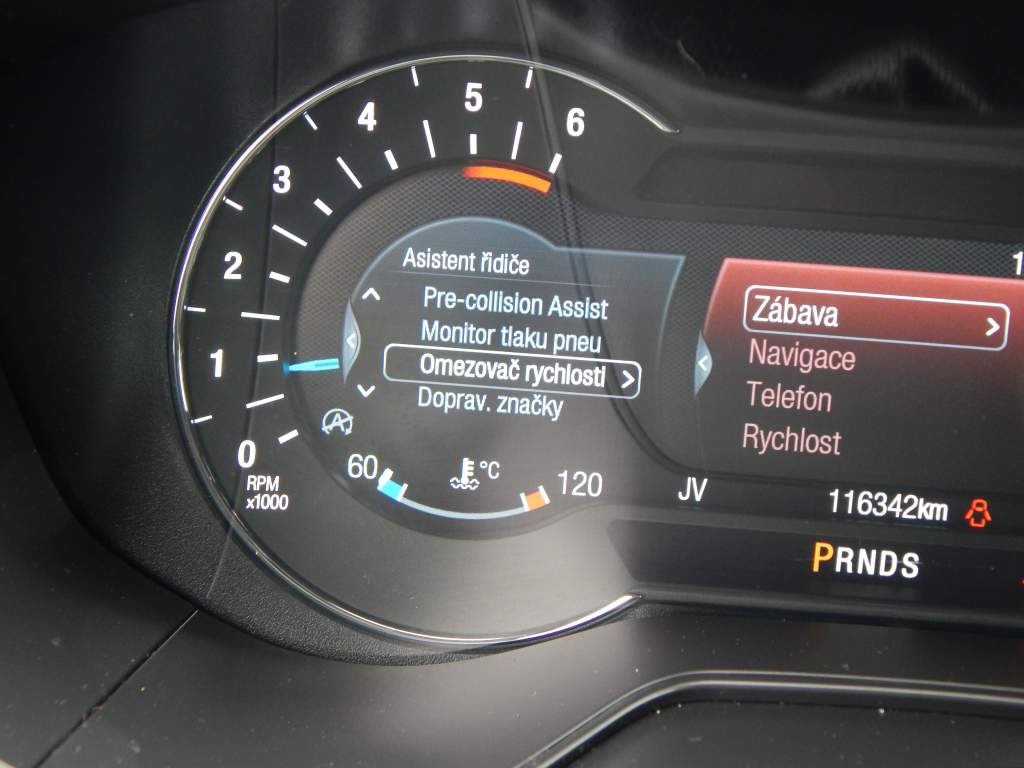 5
4
6
3
2
1
0
RPM
x1000
Asistent řidiče
Pre-collision Assist
Monitor tlaku pneu
Omezovač rychlosti
Doprav. značky
60
°C
120
1
Zábava
Navigace
Telefon
Rychlost
JV
116342km
PRNDS